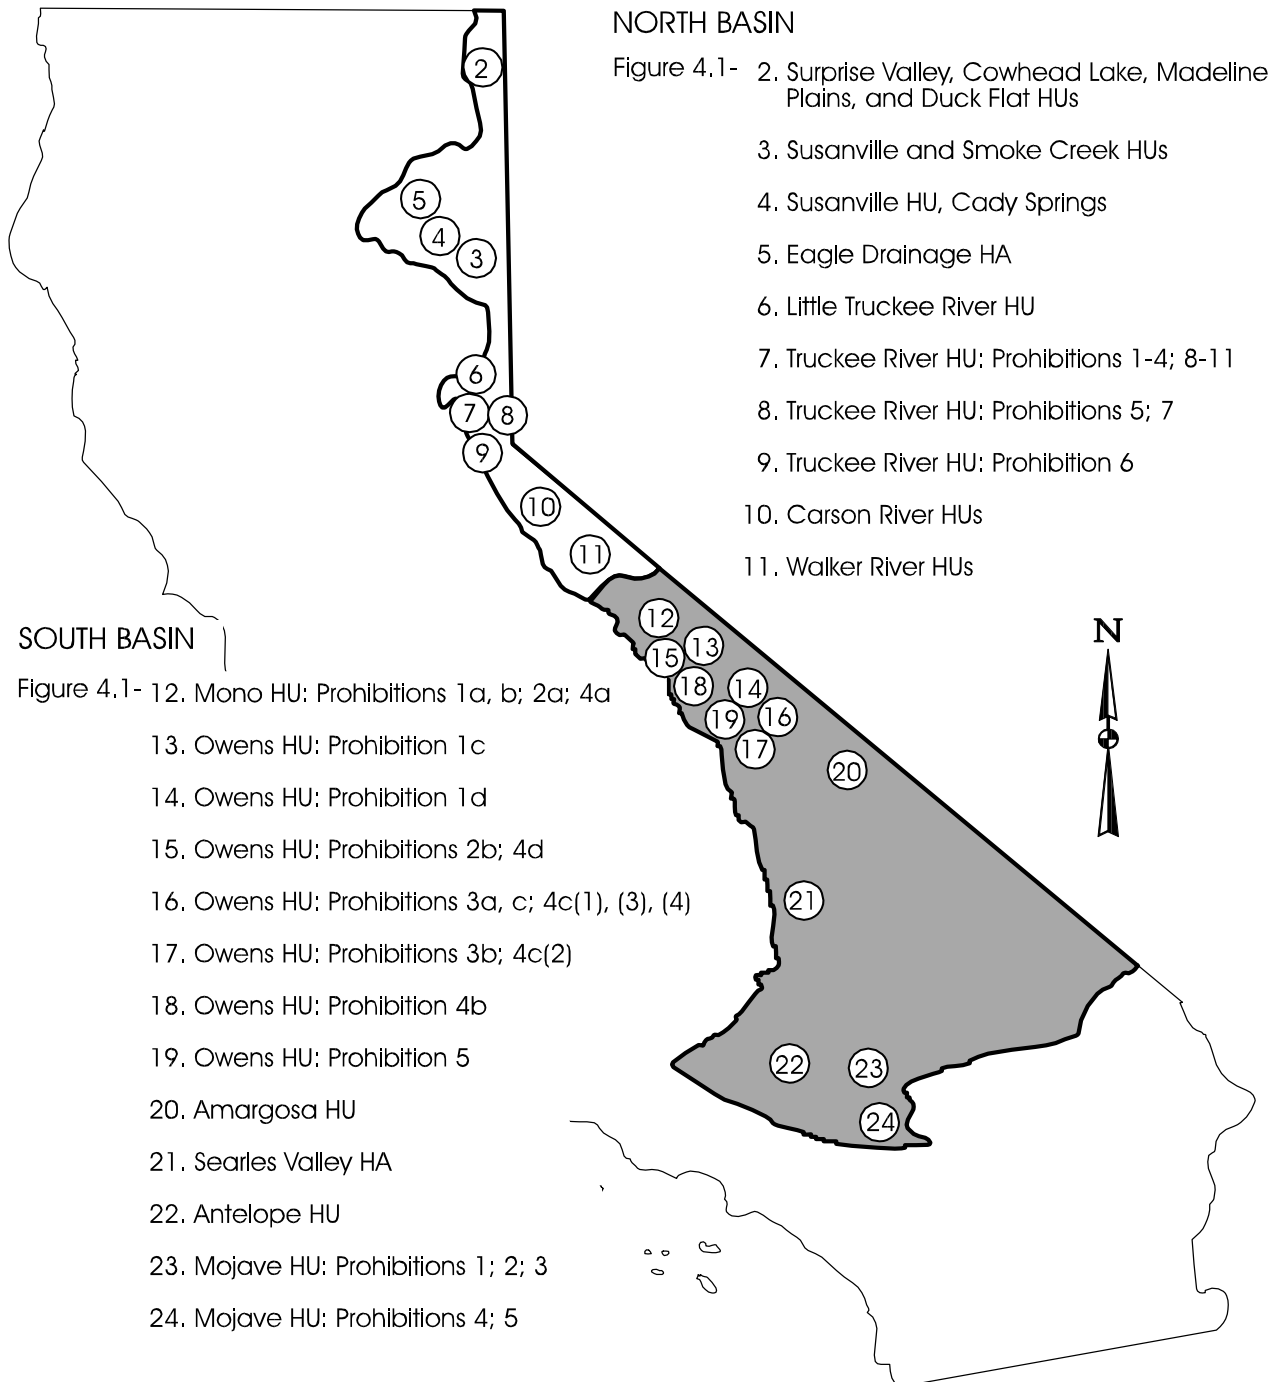 NORTH BASIN
Figure 4.1- 2. Surprise Valley, Cowhead Lake, Madeline
Plains, and Duck Flat HUs
3. Susanville and Smoke Creek HUs
4. Susanville HU, Cady Springs
5. Eagle Drainage HA
6. Little Truckee River HU
7. Truckee River HU: Prohibitions 1-4; 8-11
8. Truckee River HU: Prohibitions 5; 7
9. Truckee River HU: Prohibition 6
10. Carson River HUs
11. Walker River HUs
2
5
4
3
6
7
8
9
10
11
12
13
15
18
14
19
16
17
20
21
22
23
24
N
SOUTH BASIN
Figure 4.1- 12. Mono HU: Prohibitions 1a, b; 2a; 4a
13. Owens HU: Prohibition 1c
14. Owens HU: Prohibition 1d
15. Owens HU: Prohibitions 2b; 4d
16. Owens HU: Prohibitions 3a, c; 4c(1), (3), (4)
17. Owens HU: Prohibitions 3b; 4c(2)
18. Owens HU: Prohibition 4b
19. Owens HU: Prohibition 5
20. Amargosa HU
21. Searles Valley HA
22. Antelope HU
23. Mojave HU: Prohibitions 1; 2; 3
24. Mojave HU: Prohibitions 4; 5